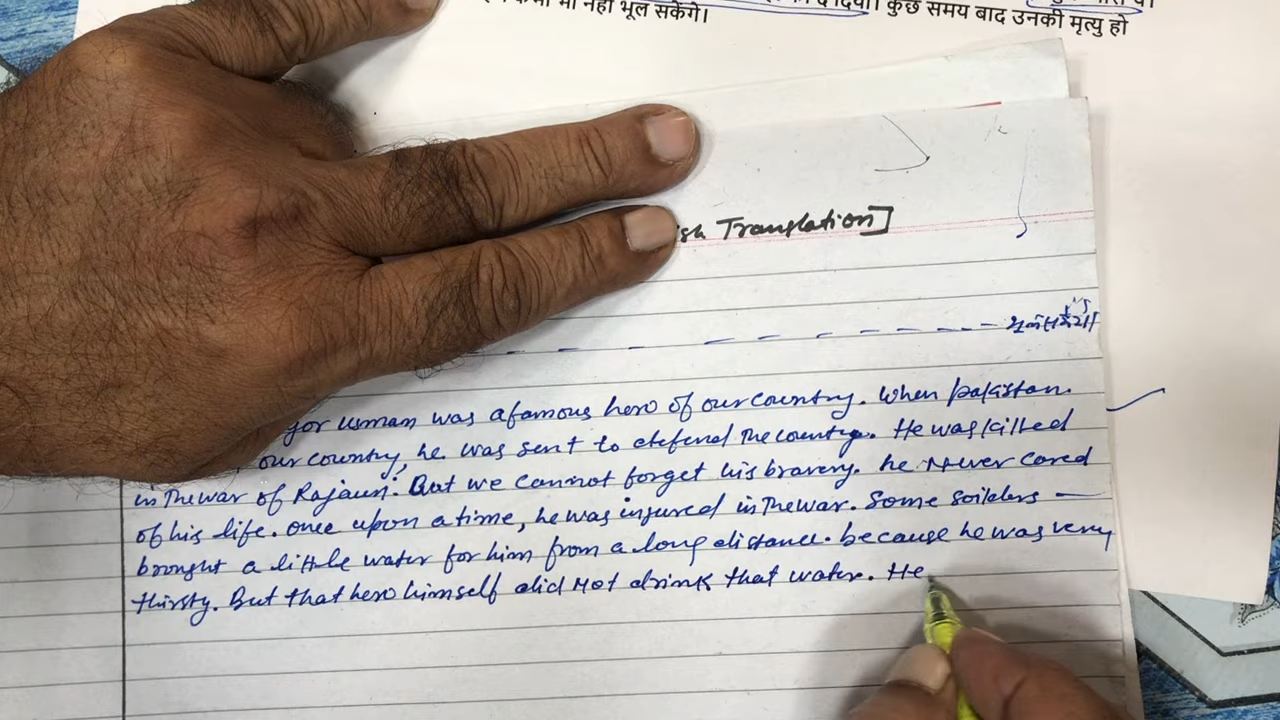 भी नहीं भूल सकेंगे।
दे दिया। कुछ समय बाद उनकी मृत्यु हो
ish Translation]
yor usman was a famous hero of our country. When pakistan
our country, he was sent to defend the country. He was killed
in the war of Rajauri. But we cannot forget his bravery. he never cared
of his life. once upon a time, he was injured in the war. Some soilders —
brought a little water for him from a long distance. because he was very
thirsty. But that hero himself did not drink that water. He